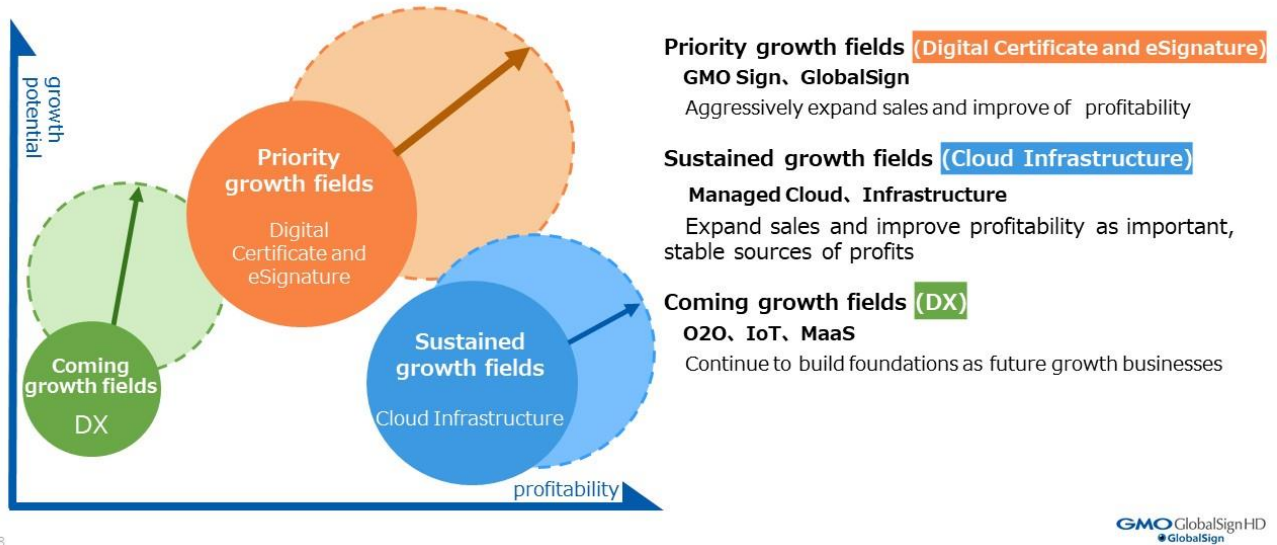 growth
potential
Priority
growth fields
Digital
Certificate and
eSignature
Coming
growth fields
DX
Sustained
growth fields
Cloud Infrastructure
profitability
Priority growth fields (Digital Certificate and eSignature)
GMO Sign、GlobalSign
Aggressively expand sales and improve of profitability
Sustained growth fields (Cloud Infrastructure)
Managed Cloud、Infrastructure
Expand sales and improve profitability as important,
stable sources of profits
Coming growth fields (DX)
O2O、IoT、MaaS
Continue to build foundations as future growth businesses
GMO GlobalSignHD
GlobalSign